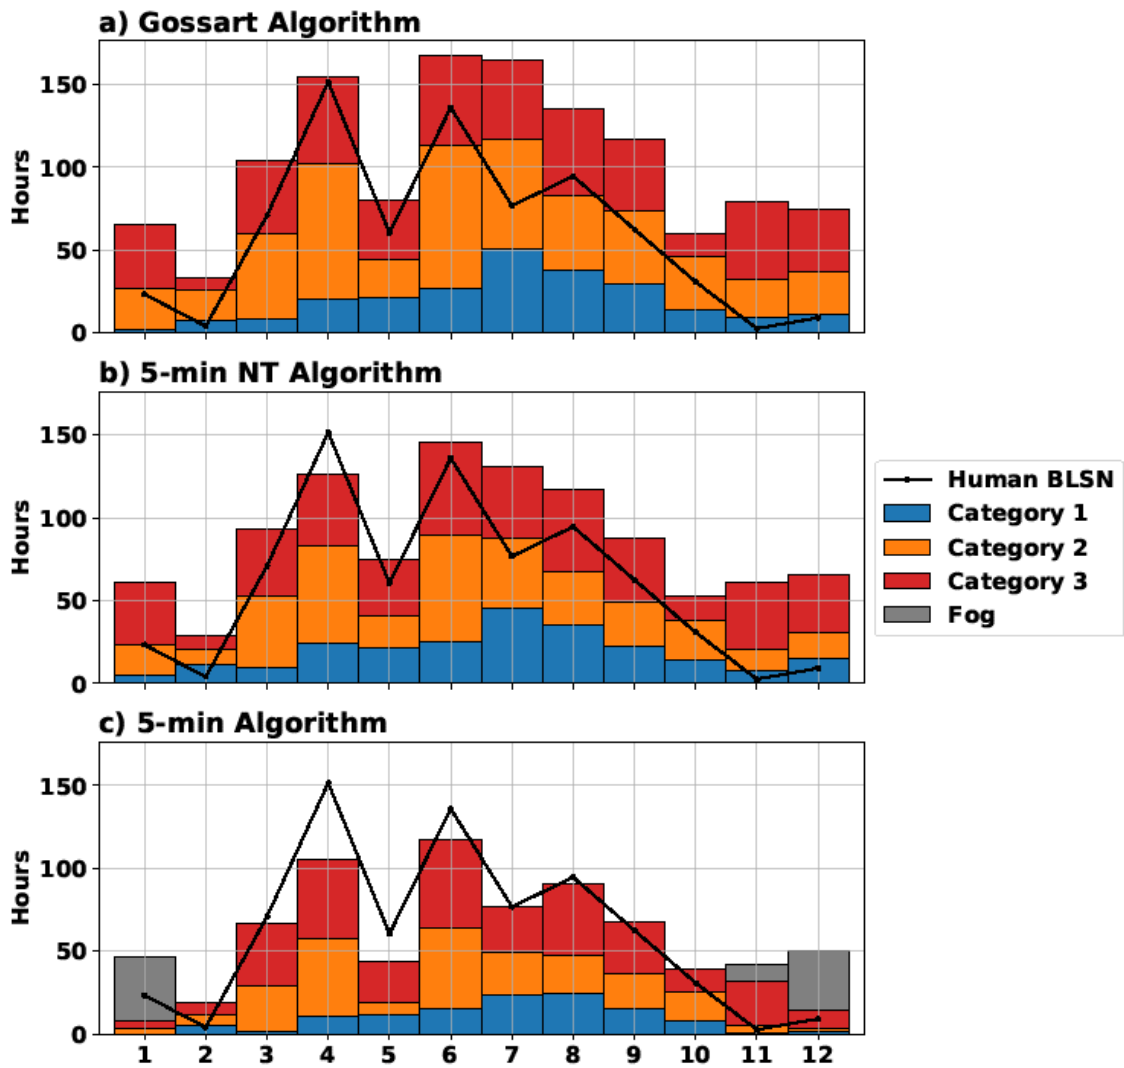 a) Gossart Algorithm
150
100
50
0
Hours
b) 5-min NT Algorithm
150
100
50
0
Hours
Human BLSN
Category 1
Category 2
Category 3
Fog
c) 5-min Algorithm
150
100
50
0
Hours
1 2 3 4 5 6 7 8 9 10 11 12